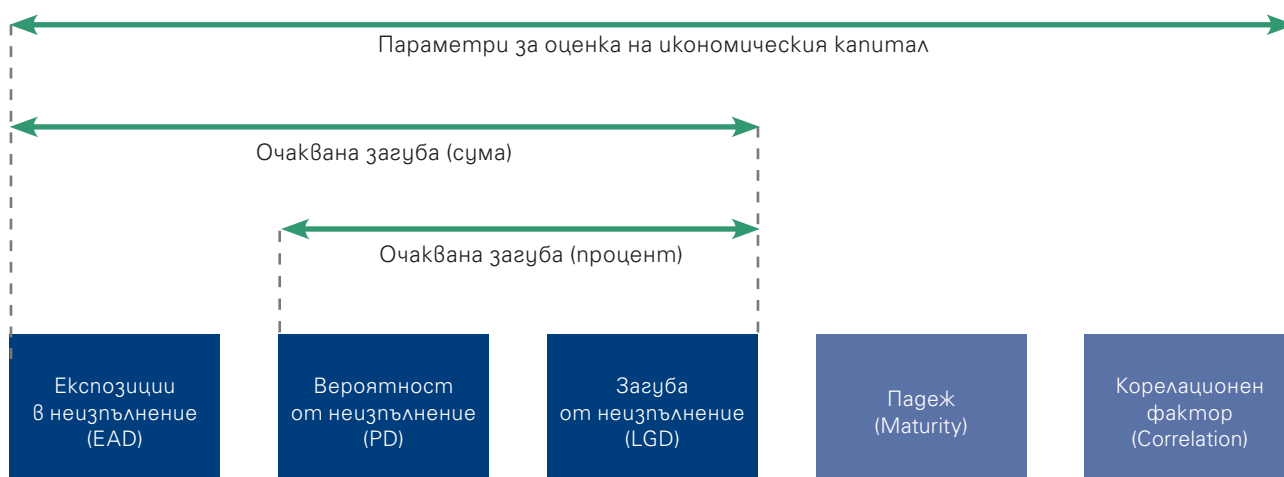 Параметри за оценка на икономическия капитал
Очаквана загуба (сума)
Очаквана загуба (процент)
Експозиции
в неизпълнение
(EAD)
Вероятност
от неизпълнение
(PD)
Загуба
от неизпълнение
(LGD)
Падеж
(Maturity)
Корелационен
фактор
(Correlation)